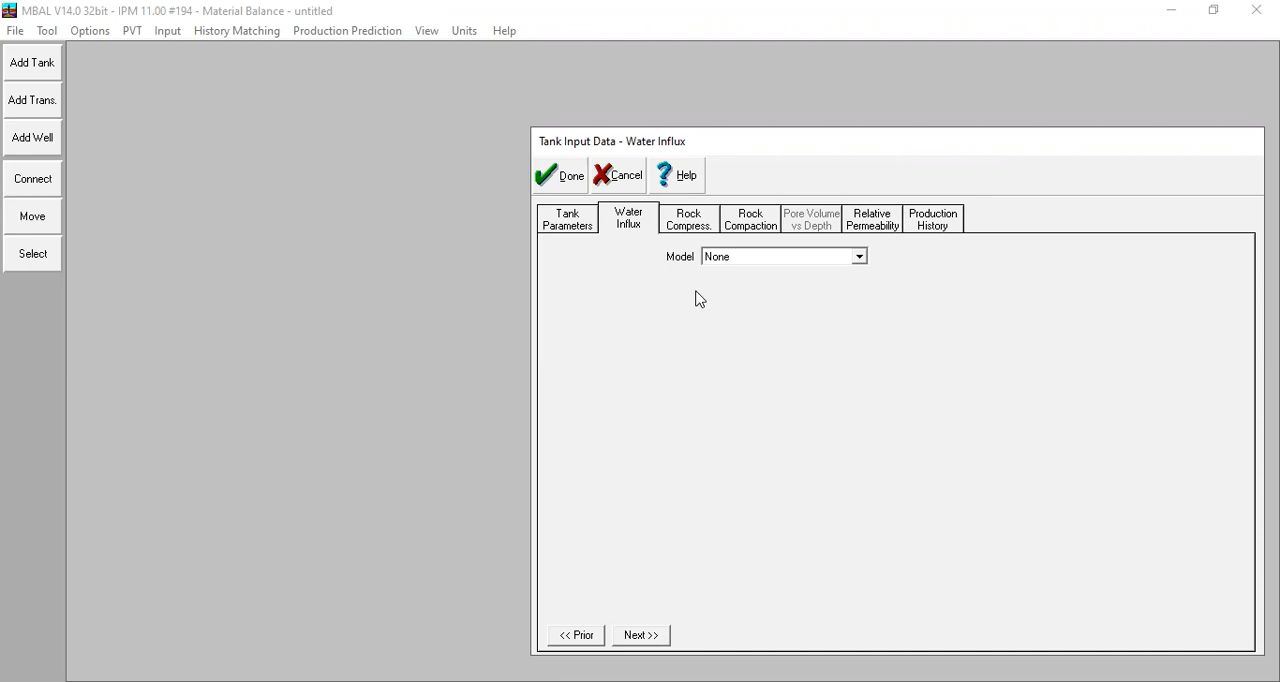 MBAL V14.0 32bit - IPM 11.00 #194 - Material Balance - untitled
File Tool Options PVT Input History Matching Production Prediction View Units Help
Add Tank
Add Trans.
Add Well
Connect
Move
Select
Tank Input Data - Water Influx
Done Cancel Help
Tank Parameters
Water Influx
Rock Compress.
Rock Compaction
Pore Volume vs Depth
Relative Permeability
Production History
Model None
<< Prior Next >>